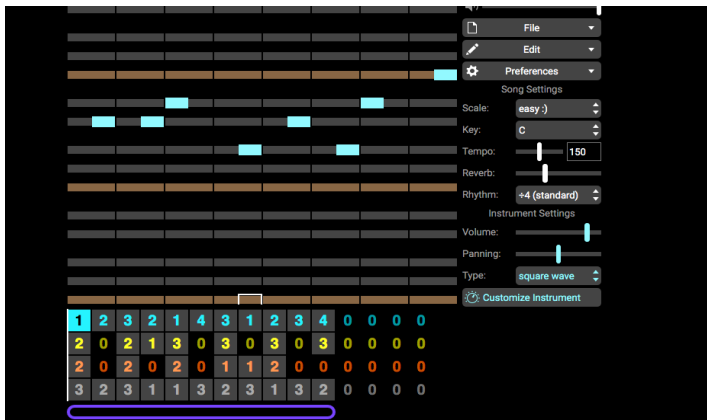 File
Edit
Preferences
Song Settings
Scale: easy :)
Key: C
Tempo: 150
Reverb:
Rhythm: ÷4 (standard)
Instrument Settings
Volume:
Panning:
Type: square wave
Customize Instrument
1 2 3 2 1 4 3 1 2 3 4 0 0 0 0
2 0 2 1 3 0 3 0 3 0 3 0 0 0 0
2 0 2 0 2 0 1 1 2 0 0 0 0 0 0
3 2 3 1 1 3 2 3 1 3 2 0 0 0 0